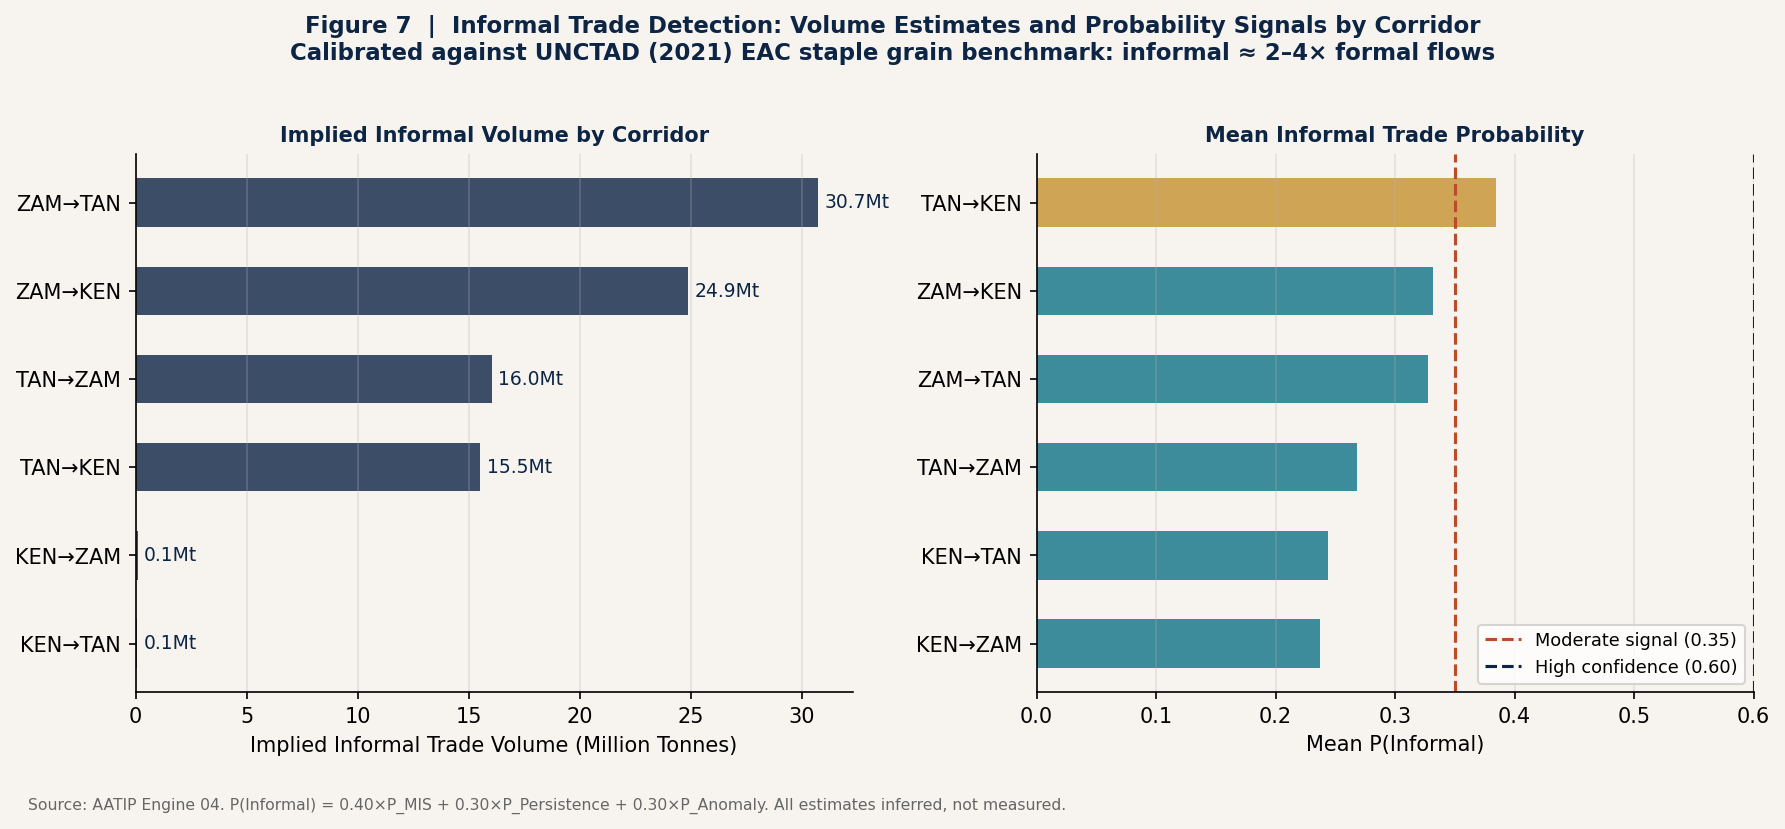 Figure 7 | Informal Trade Detection: Volume Estimates and Probability Signals by Corridor
Calibrated against UNCTAD (2021) EAC staple grain benchmark: informal ≈ 2–4× formal flows
Implied Informal Volume by Corridor
ZAM→TAN
30.7Mt
ZAM→KEN
24.9Mt
TAN→ZAM
16.0Mt
TAN→KEN
15.5Mt
KEN→ZAM
0.1Mt
KEN→TAN
0.1Mt
0 5 10 15 20 25 30
Implied Informal Trade Volume (Million Tonnes)
Mean Informal Trade Probability
TAN→KEN
ZAM→KEN
ZAM→TAN
TAN→ZAM
KEN→TAN
KEN→ZAM
Moderate signal (0.35)
High confidence (0.60)
0.0 0.1 0.2 0.3 0.4 0.5 0.6
Mean P(Informal)
Source: AATIP Engine 04. P(Informal) = 0.40×P_MIS + 0.30×P_Persistence + 0.30×P_Anomaly. All estimates inferred, not measured.